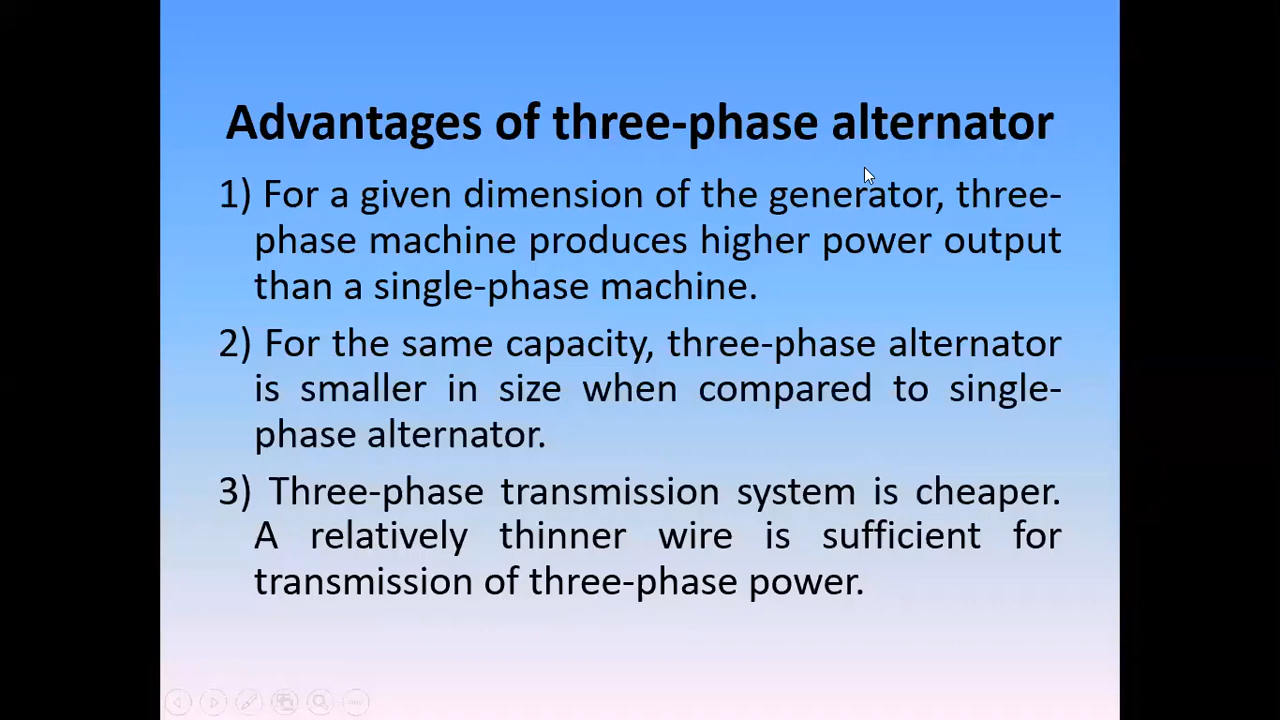 Advantages of three-phase alternator
1) For a given dimension of the generator, three-
phase machine produces higher power output
than a single-phase machine.
2) For the same capacity, three-phase alternator
is smaller in size when compared to single-
phase alternator.
3) Three-phase transmission system is cheaper.
A relatively thinner wire is sufficient for
transmission of three-phase power.